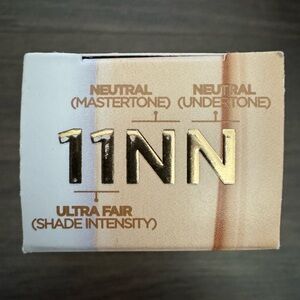 NEUTRAL NEUTRAL
(MASTERTONE) (UNDERTONE)
11NN
ULTRA FAIR
(SHADE INTENSITY)